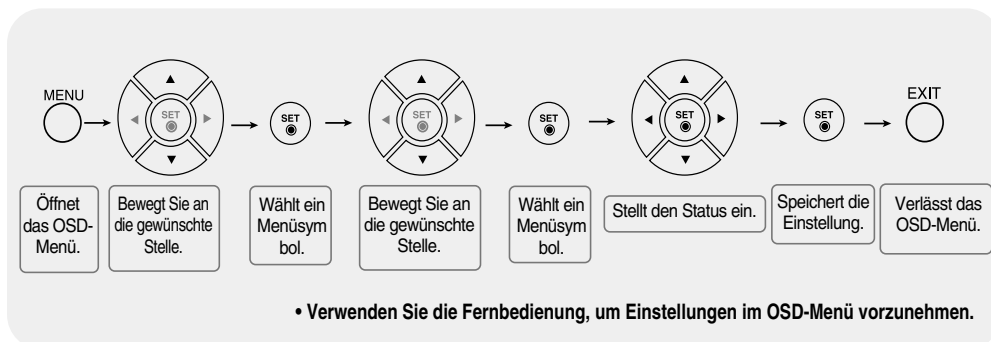 MENU
SET
SET
SET
SET
SET
SET
EXIT
Öffnet
das OSD-
Menü.
Bewegt Sie an
die gewünschte
Stelle.
Wählt ein
Menüsym
bol.
Bewegt Sie an
die gewünschte
Stelle.
Wählt ein
Menüsym
bol.
Stellt den Status ein.
Speichert die
Einstellung.
Verlässt das
OSD-Menü.
• Verwenden Sie die Fernbedienung, um Einstellungen im OSD-Menü vorzunehmen.